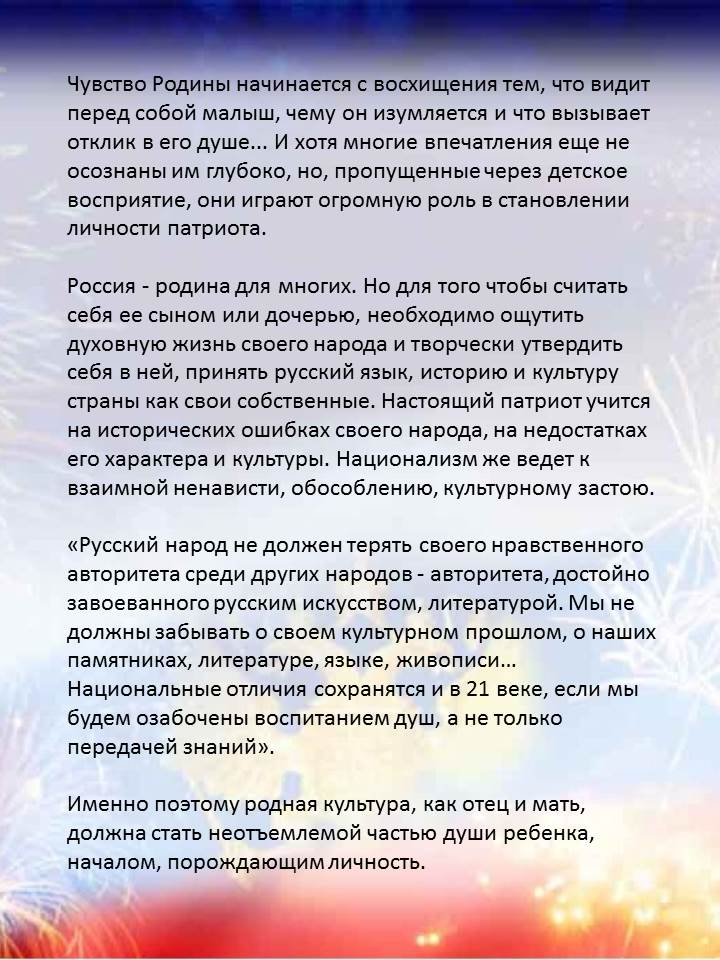 Чувство Родины начинается с восхищения тем, что видит
перед собой малыш, чему он изумляется и что вызывает
отклик в его душе... И хотя многие впечатления еще не
осознаны им глубоко, но, пропущенные через детское
восприятие, они играют огромную роль в становлении
личности патриота.
Россия - родина для многих. Но для того чтобы считать
себя ее сыном или дочерью, необходимо ощутить
духовную жизнь своего народа и творчески утвердить
себя в ней, принять русский язык, историю и культуру
страны как свои собственные. Настоящий патриот учится
на исторических ошибках своего народа, на недостатках
его характера и культуры. Национализм же ведет к
взаимной ненависти, обособлению, культурному застою.
«Русский народ не должен терять своего нравственного
авторитета среди других народов - авторитета, достойно
завоеванного русским искусством, литературой. Мы не
должны забывать о своем культурном прошлом, о наших
памятниках, литературе, языке, живописи...
Национальные отличия сохранятся и в 21 веке, если мы
будем озабочены воспитанием душ, а не только
передачей знаний».
Именно поэтому родная культура, как отец и мать,
должна стать неотъемлемой частью души ребенка,
началом, порождающим личность.